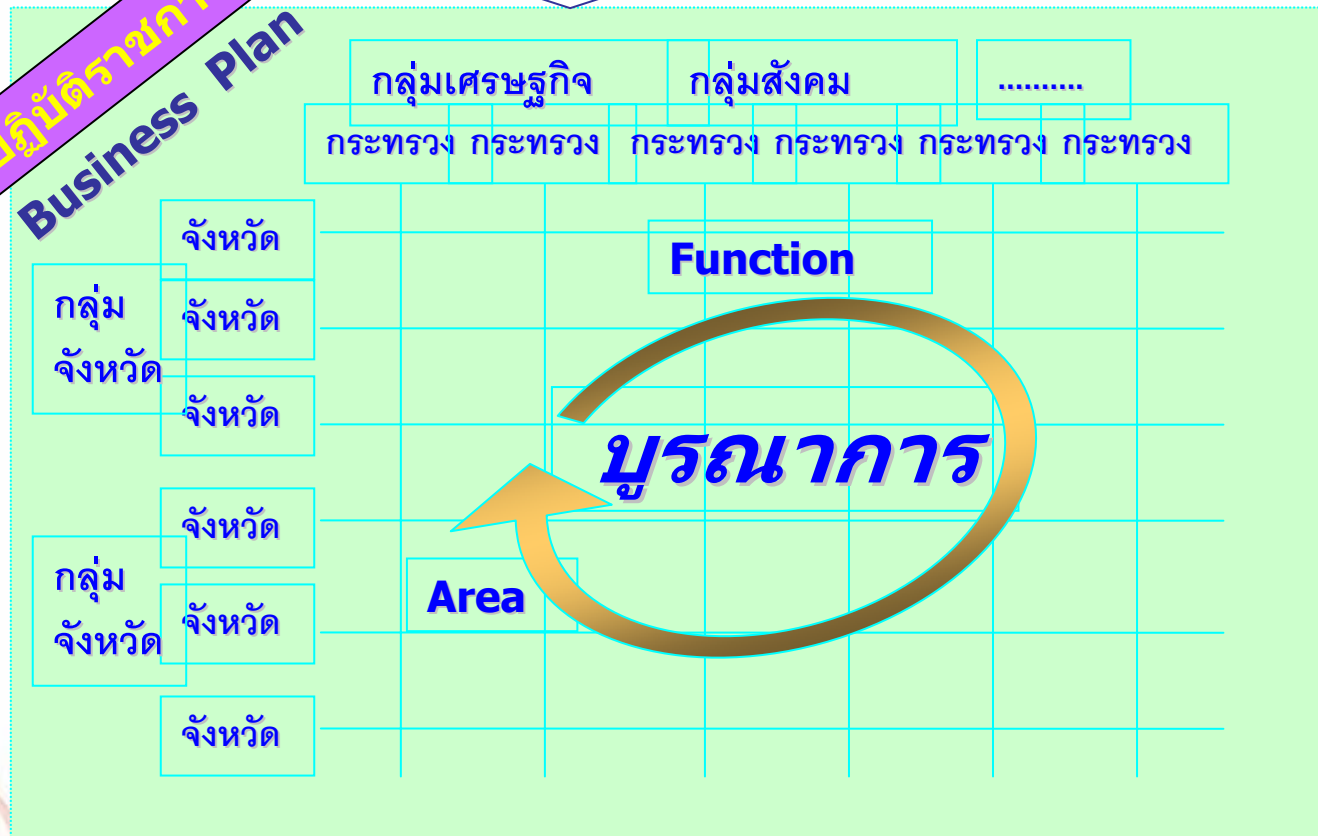 Business Plan
กลุ่มเศรษฐกิจ กลุ่มสังคม ..........
กระทรวง กระทรวง กระทรวง กระทรวง กระทรวง กระทรวง
จังหวัด
Function
กลุ่ม
จังหวัด
จังหวัด
จังหวัด
บูรณาการ
จังหวัด
กลุ่ม
จังหวัด
จังหวัด
Area
จังหวัด